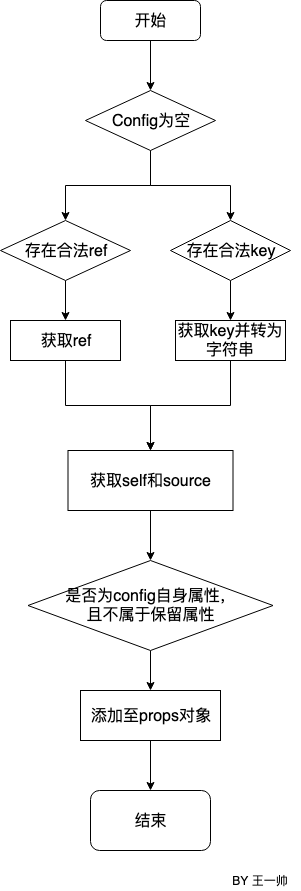 开始
Config为空
存在合法ref
存在合法key
获取ref
获取key并转为
字符串
获取self和source
是否为config自身属性，
且不属于保留属性
添加至props对象
结束
BY 王一帅